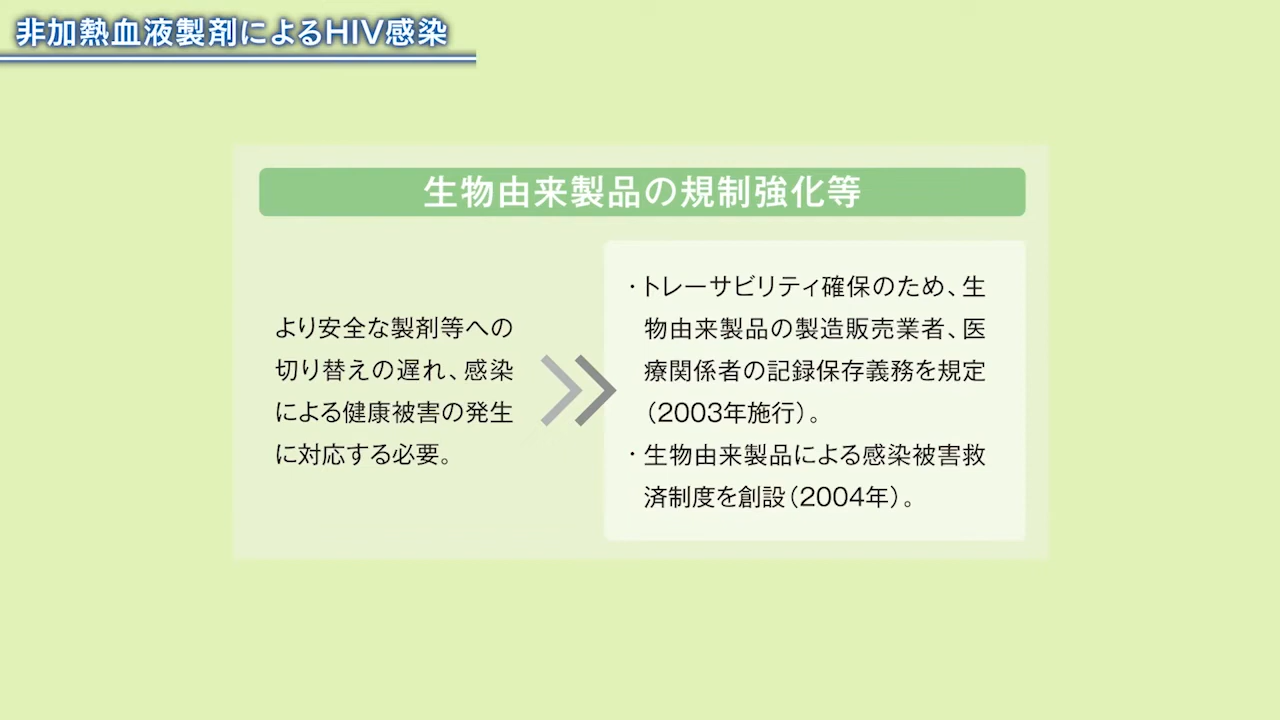 非加熱血液製剤によるHIV感染
生物由来製品の規制強化等
より安全な製剤等への
切り替えの遅れ、感染
による健康被害の発生
に対応する必要。
・トレーサビリティ確保のため、生
物由来製品の製造販売業者、医
療関係者の記録保存義務を規定
（2003年施行）。
・生物由来製品による感染被害救
済制度を創設（2004年）。